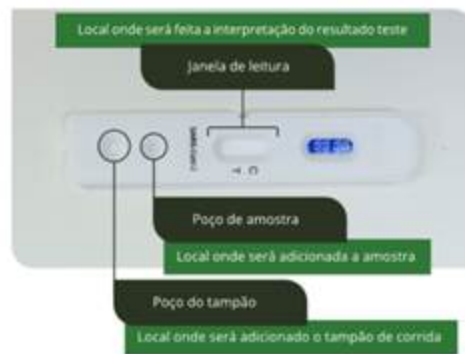 Local onde será feita a interpretação do resultado teste
Janela de leitura
C
T
Poço de amostra
Local onde será adicionada a amostra
Poço do tampão
Local onde será adicionado o tampão de corrida